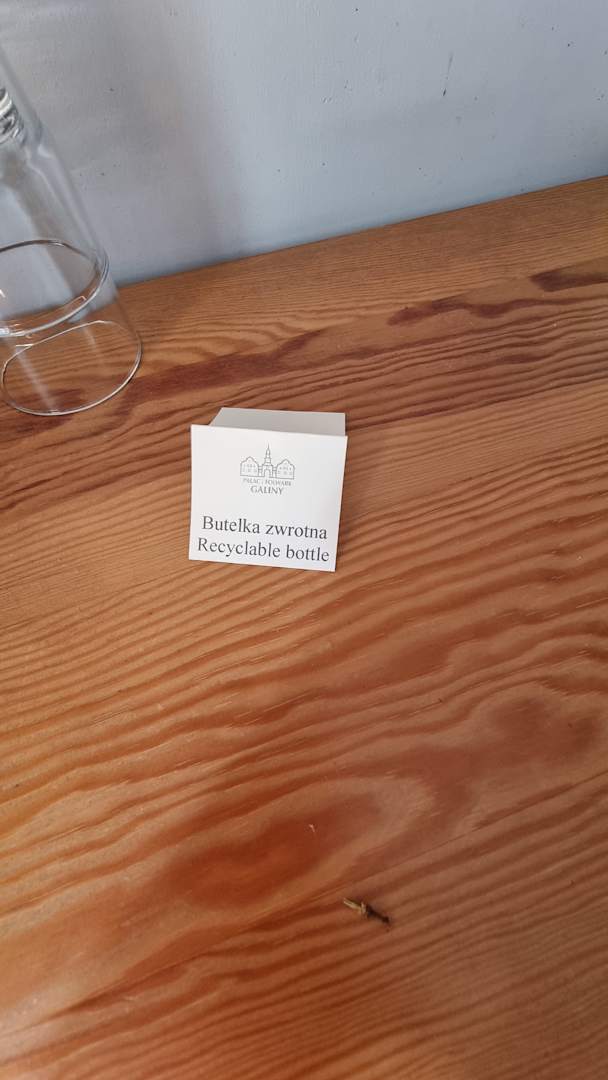 PAŁAC i FOLWARK
GALINY
Butelka zwrotna
Recyclable bottle